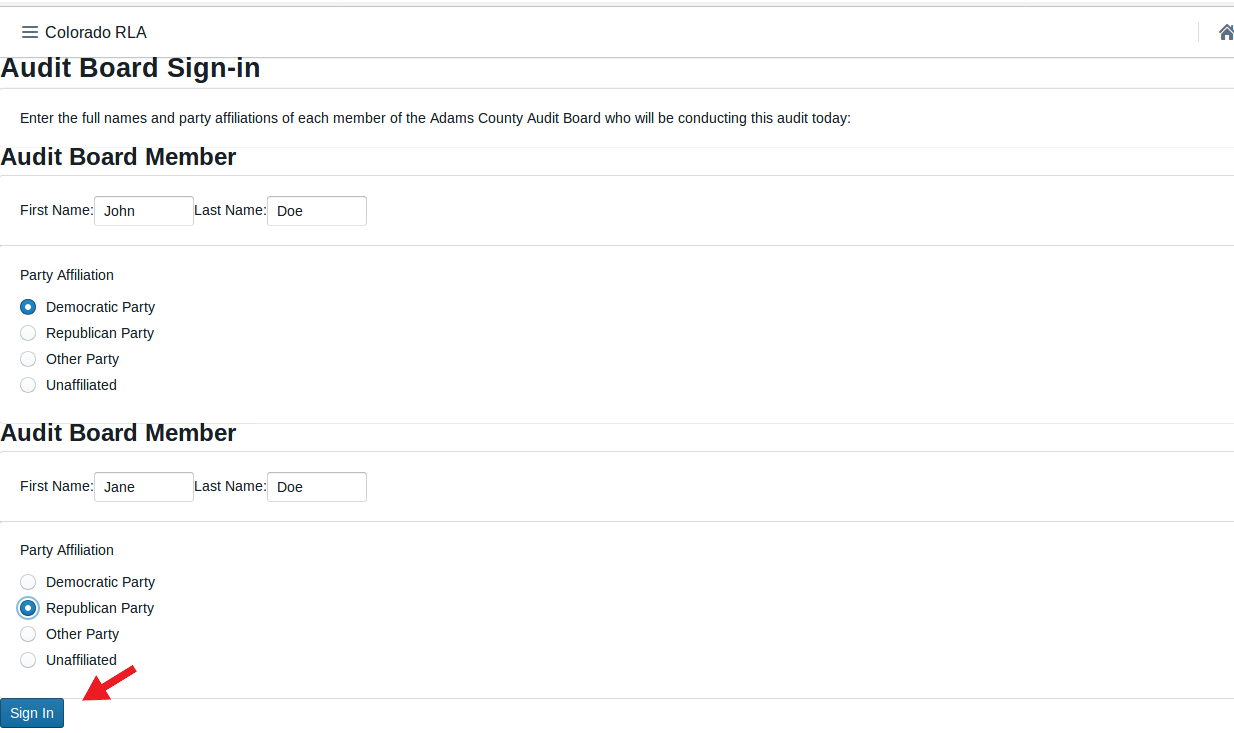 Colorado RLA
Audit Board Sign-in
Enter the full names and party affiliations of each member of the Adams County Audit Board who will be conducting this audit today:
Audit Board Member
First Name: John Last Name: Doe
Party Affiliation
Democratic Party
Republican Party
Other Party
Unaffiliated
Audit Board Member
First Name: Jane Last Name: Doe
Party Affiliation
Democratic Party
Republican Party
Other Party
Unaffiliated
Sign In